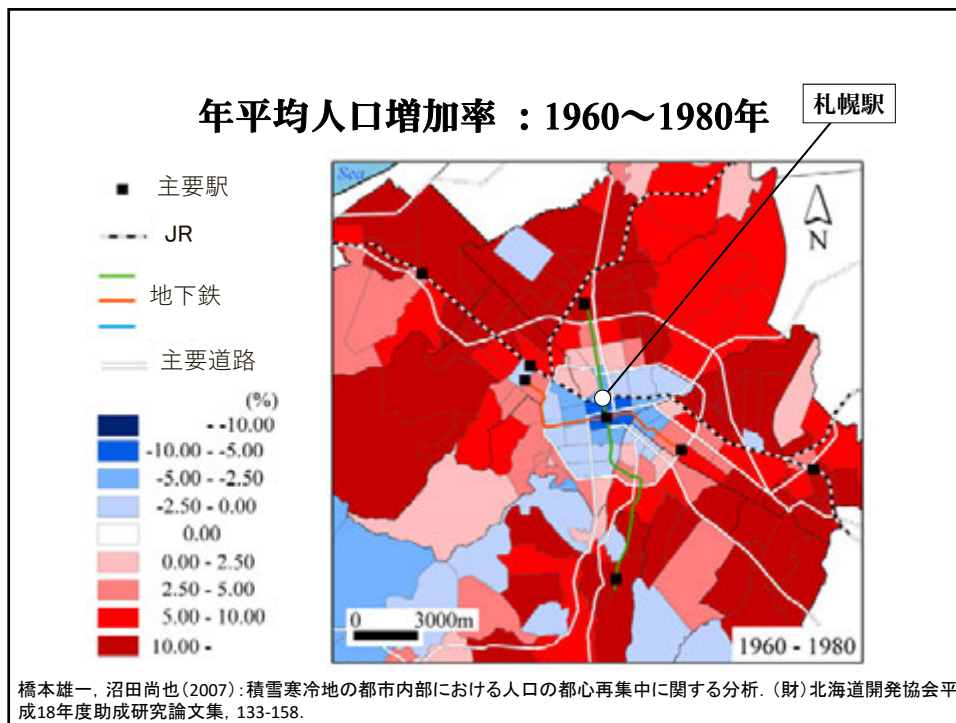 年平均人口増加率 ：1960～1980年
札幌駅
主要駅
JR
地下鉄
主要道路
(%)
- -10.00
-10.00 - -5.00
-5.00 - -2.50
-2.50 - 0.00
0.00
0.00 - 2.50
2.50 - 5.00
5.00 - 10.00
10.00 -
Sea
N
0 3000m
1960 - 1980
橋本雄一，沼田尚也（2007）：積雪寒冷地の都市内部における人口の都心再集中に関する分析．（財）北海道開発協会平
成18年度助成研究論文集，133-158．